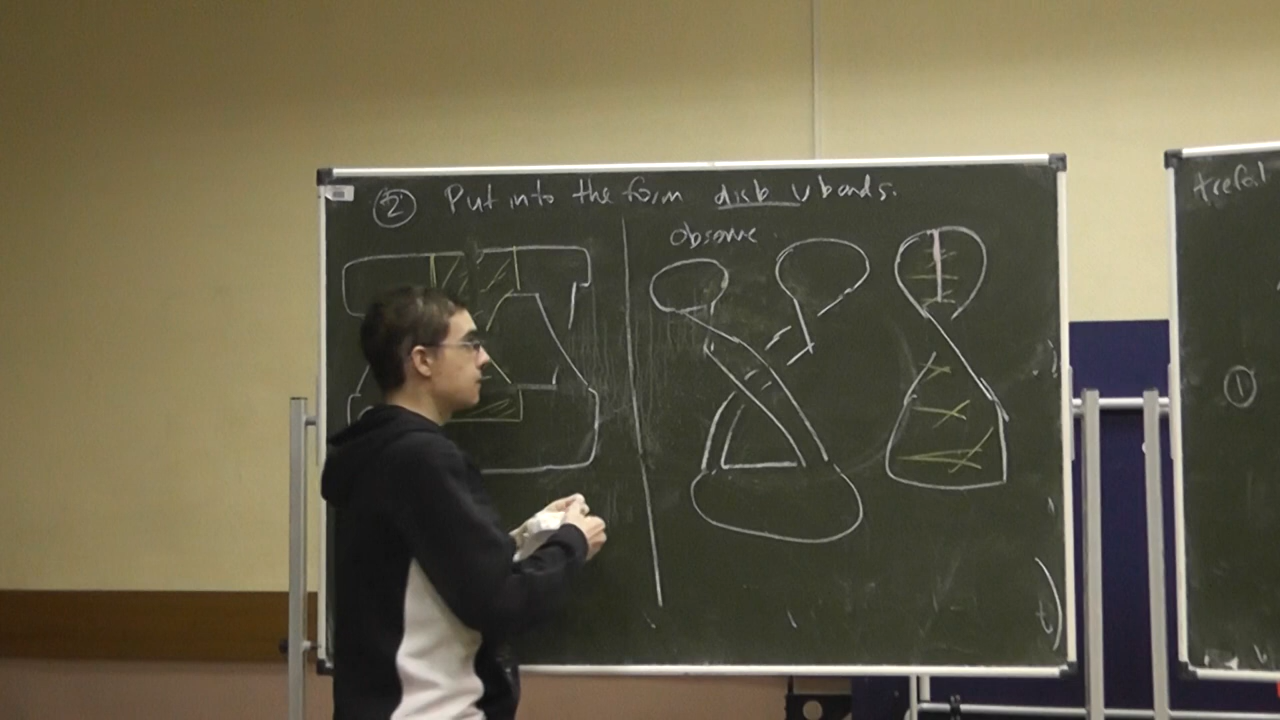 ② Put into the form disk ∪ bands.
observe
trefoil
①